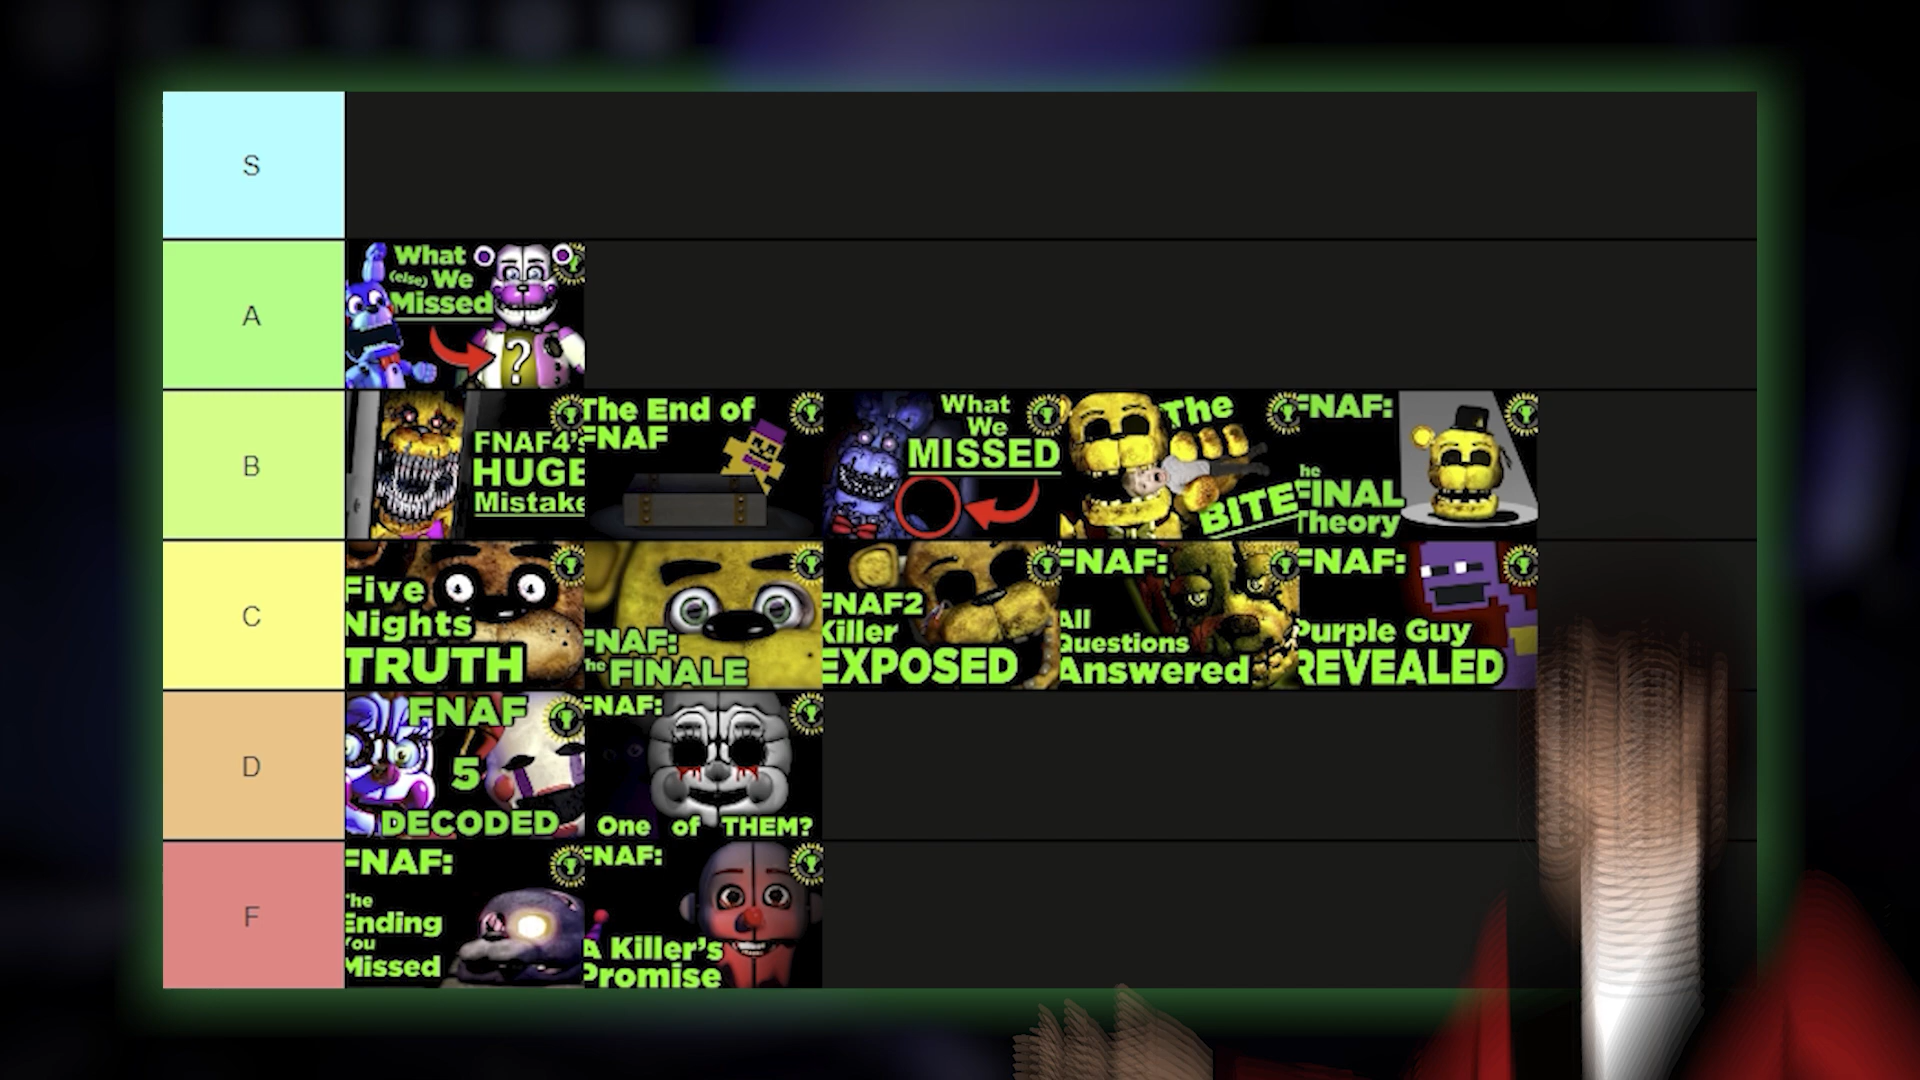 S
A
What
(else) We
Missed
?
B
FNAF4's
HUGE
Mistake
The End of
FNAF
What
We
MISSED
The
BITE
FNAF:
The
FINAL
Theory
C
Five
Nights
TRUTH
FNAF:
The FINALE
FNAF2
Killer
EXPOSED
FNAF:
All
Questions
Answered
FNAF:
Purple Guy
REVEALED
D
FNAF
5
DECODED
FNAF:
One of THEM?
F
FNAF:
The
Ending
You
Missed
FNAF:
A Killer's
Promise